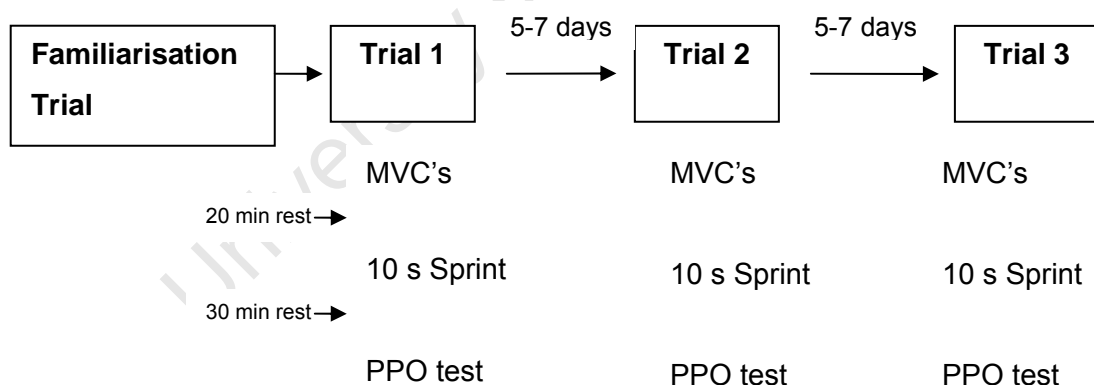 5-7 days
5-7 days
Familiarisation
Trial
Trial 1
Trial 2
Trial 3
MVC's
MVC's
MVC's
20 min rest
10 s Sprint
10 s Sprint
10 s Sprint
30 min rest
PPO test
PPO test
PPO test